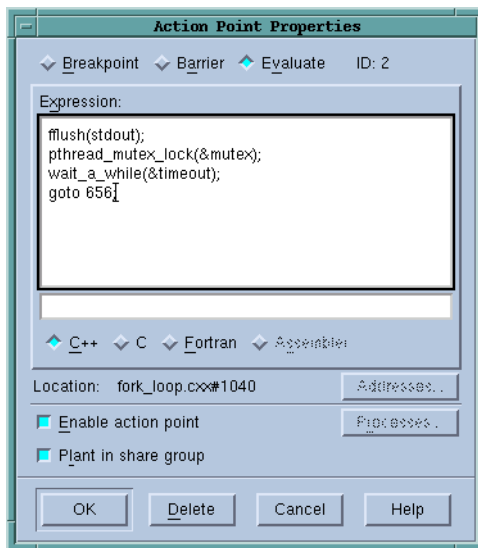 Action Point Properties
Breakpoint Barrier Evaluate ID: 2
Expression:
fflush(stdout);
pthread_mutex_lock(&mutex);
wait_a_while(&timeout);
goto 656;
C++ C Fortran Assembler
Location: fork_loop.cxx#1040 Addresses...
Enable action point Processes...
Plant in share group
OK Delete Cancel Help